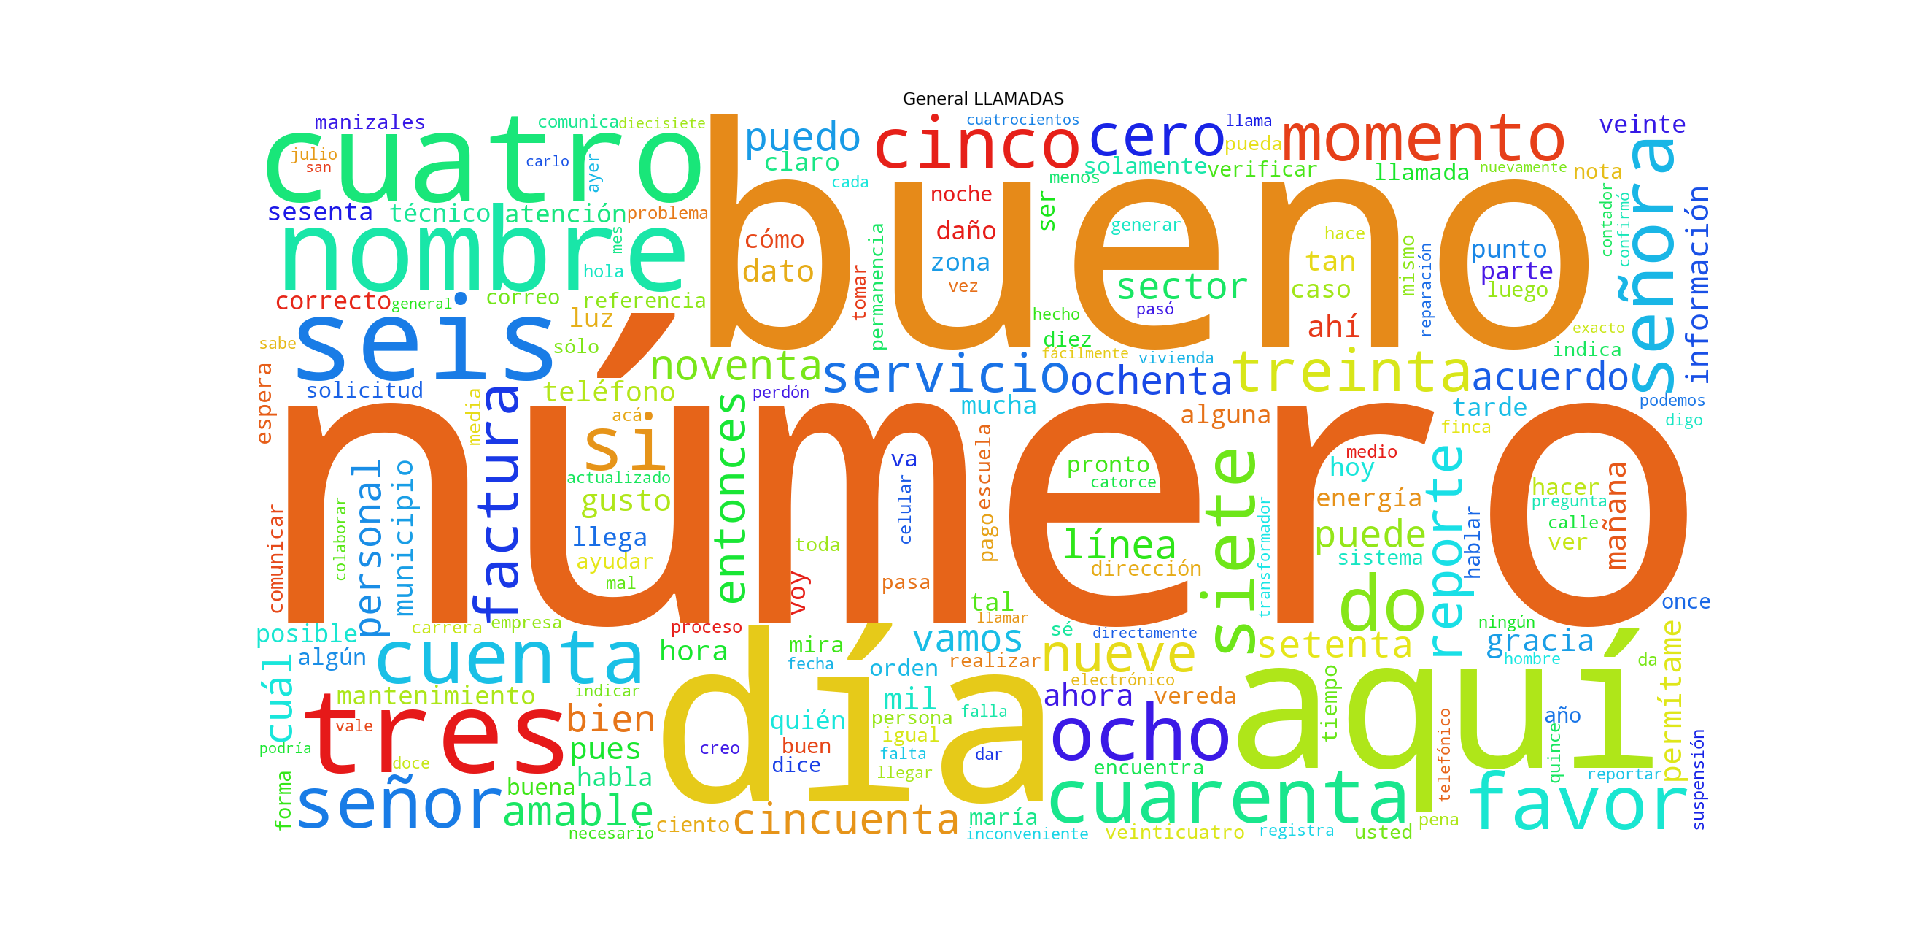 General LLAMADAS
manizales
comunica
diecisiete
cuatro
bueno
puedo
cinco
cuatrocientos
cero
llama
momento
veinte
julio
san
carlo
ayer
claro
cada
noche
menos
solamente
pueda
verificar
llamada
nuevamente
nota
señora
sesenta
técnico
atención
problema
nombre
mes
hola
cómo
dato
permanencia
tomar
daño
zona
vez
ser
generar
sector
pasó
hace
tan
caso
ahí
mismo
reparación
punto
parte
luego
contador
confirmó
información
correcto
general
correo
referencia
seis
luz
sólo
hecho
diez
fácilmente
vivienda
exacto
indica
sabe
noventa
servicio
ochenta
treinta
acuerdo
podemos
digo
espera
solicitud
media
factura
teléfono
acá
si
perdón
mucha
alguna
tarde
finca
número
personal
municipio
colaborar
comunicar
actualizado
gusto
llega
ayudar
mal
entonces
toda
voy
va
celular
pasa
escuela
pago
pronto
catorce
línea
dirección
siete
transformador
medio
hoy
energía
puede
sistema
reporte
hablar
hacer
pregunta
calle
ver
mañana
tal
llamar
do
once
posible
carrera
empresa
proceso
algún
cuenta
hora
mira
fecha
vamos
orden
realizar
sé
directamente
nueve
setenta
ningún
gracia
hombre
da
permítame
cuál
mantenimiento
indicar
día
quién
mil
persona
igual
falla
falta
electrónico
ahora
vereda
tiempo
aquí
año
tres
vale
bien
pues
creo
buen
dice
dar
llegar
ocho
quince
telefónico
reportar
suspensión
podría
doce
forma
señor
buena
habla
amable
necesario
ciento
cincuenta
maría
inconveniente
encuentra
cuarenta
veinticuatro
registra
usted
pena
favor